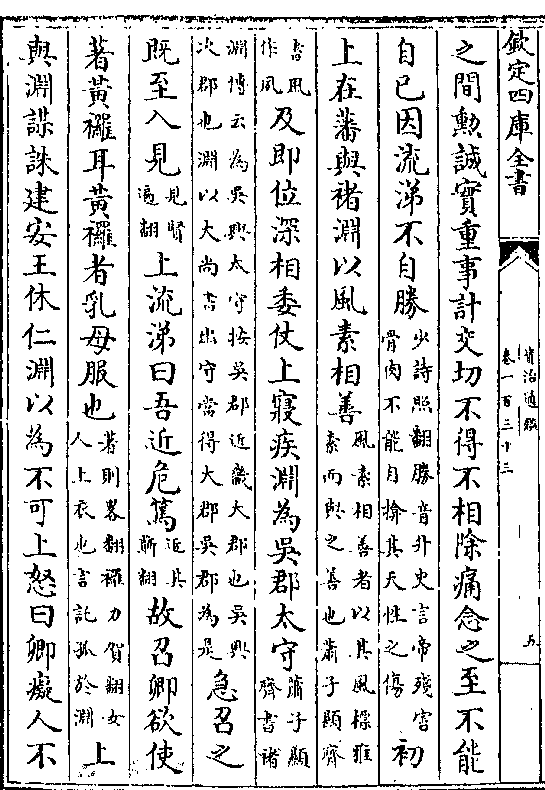 欽定四庫全書
資治通鑑
卷一百三十三
五
之間勲誠實重事計交切不得不相除痛念之至不能
自已因流涕不自勝少詩照翻勝音升史言帝殘害骨肉不能自揜其天性之傷初
上在藩與褚淵以風素相善風素相善者以其風標雅素而與之善也蕭子顯齊
書風作風及即位深相委仗上寢疾淵為吳郡太守蕭子顯齊書褚
淵傳云為吳興太守按吳郡近畿大郡也吳興次郡也淵以大尚書出守當得大郡吳郡為是急召之
既至入見見賢遍翻上流涕曰吾近危篤近其靳翻故召卿欲使
著黃襬耳黃襬者乳母服也著則畧翻襬力賀翻女人上衣也言託孤於淵上
與淵謀誅建安王休仁淵以為不可上怒曰卿癡人不